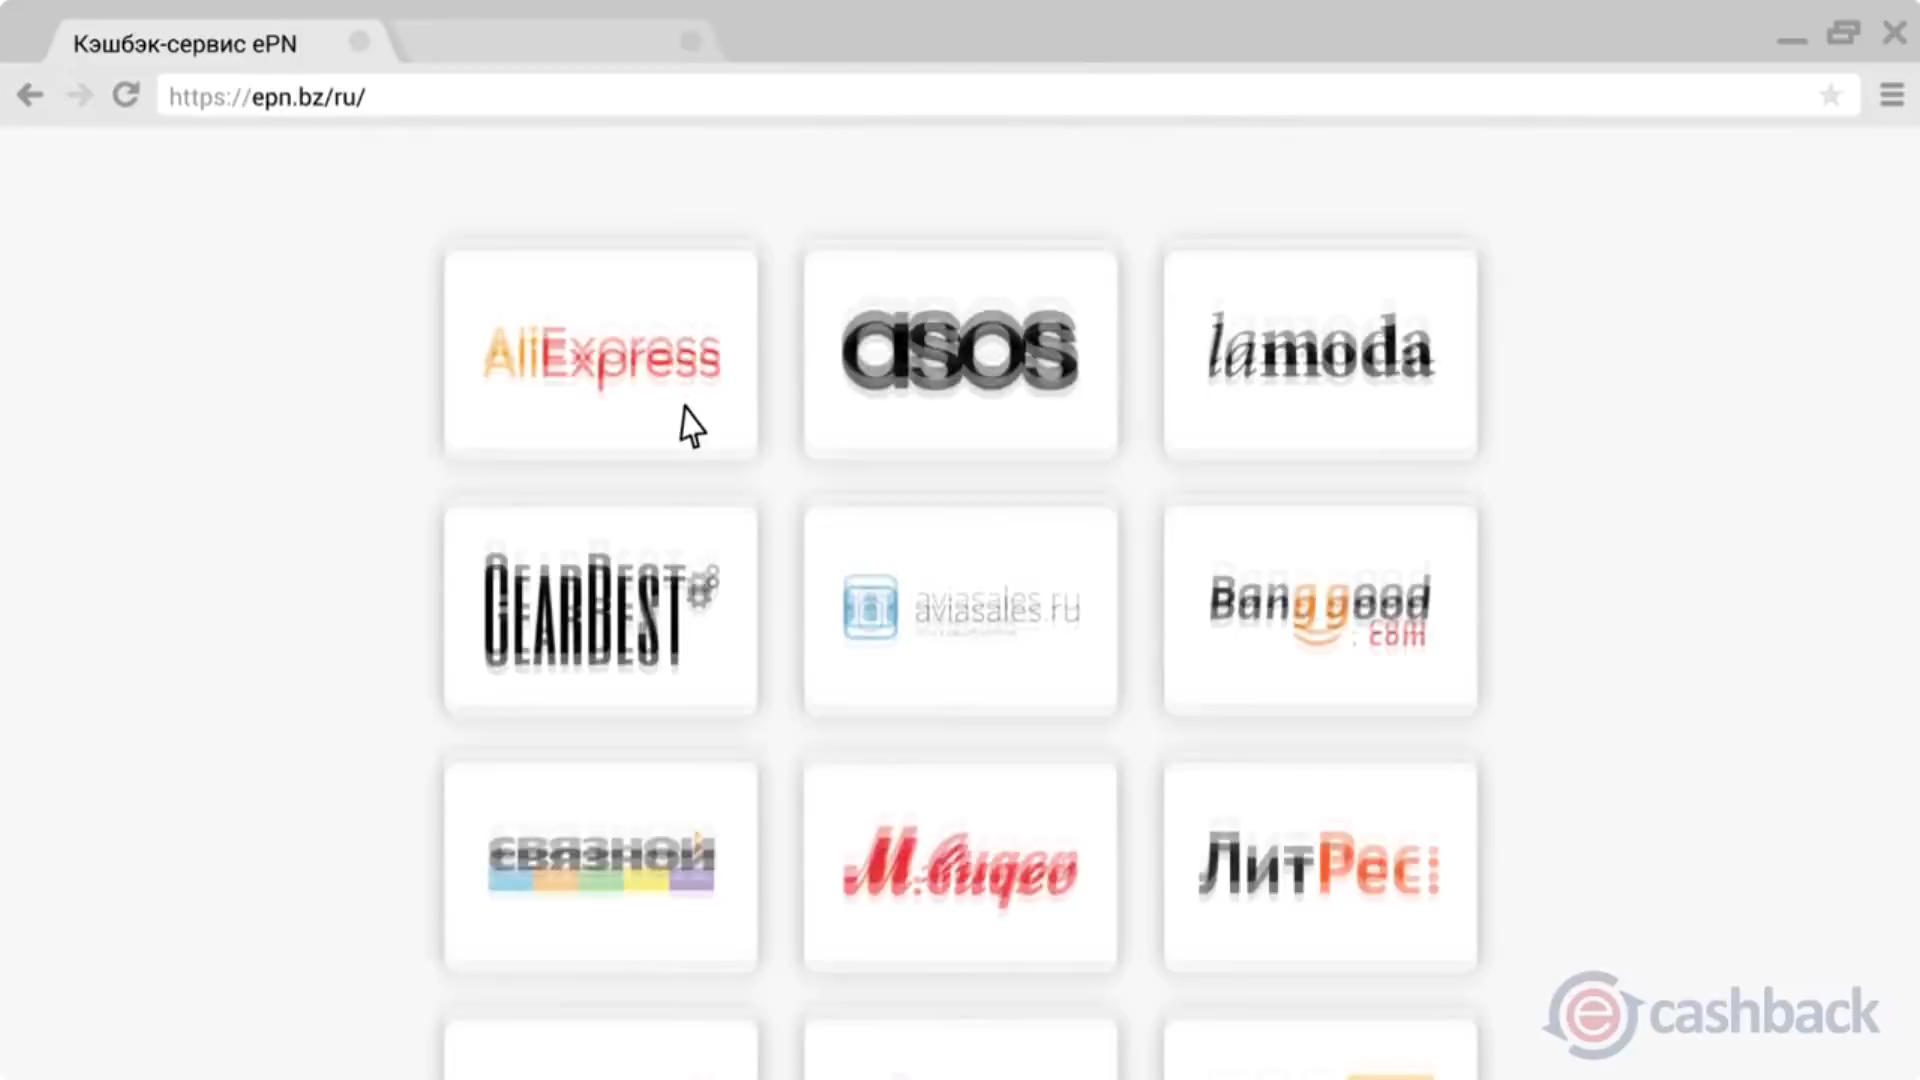 Кэшбэк-сервис ePN
https://epn.bz/ru/
AliExpress
asos
lamoda
GEARBEST
aviasales.ru
Banggood
.com
связной
М.видео
ЛитРес:
e cashback